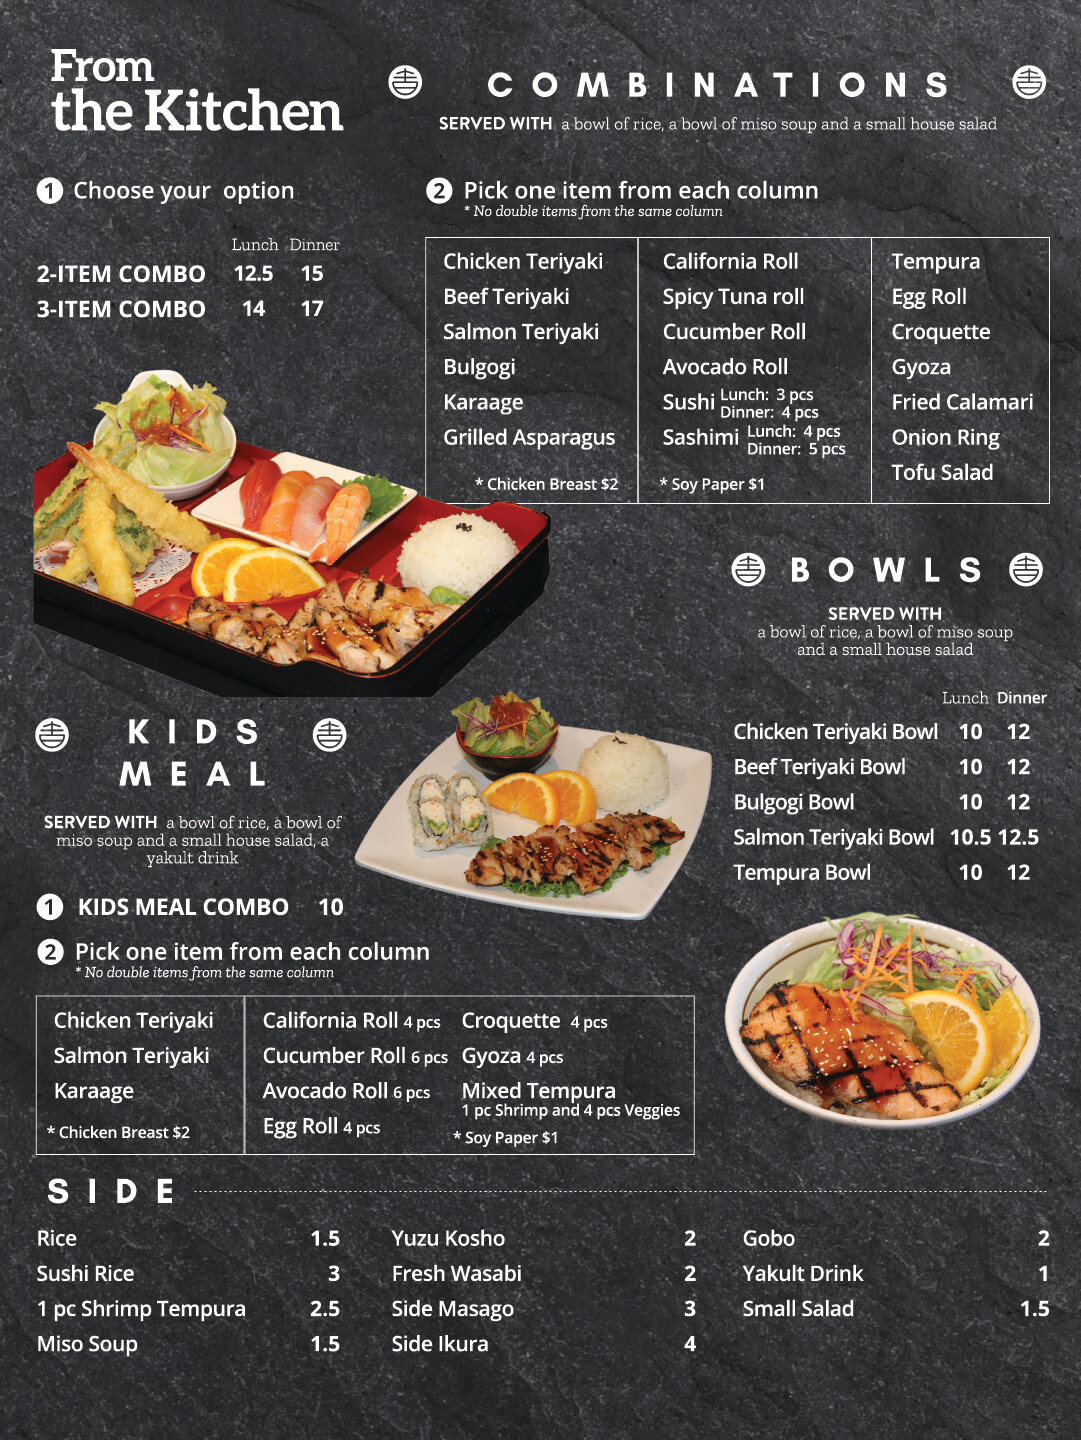 From
the Kitchen
COMBINATIONS
SERVED WITH a bowl of rice, a bowl of miso soup and a small house salad
1 Choose your option
Lunch Dinner
2-ITEM COMBO 12.5 15
3-ITEM COMBO 14 17
2 Pick one item from each column
* No double items from the same column
Chicken Teriyaki
Beef Teriyaki
Salmon Teriyaki
Bulgogi
Karaage
Grilled Asparagus
* Chicken Breast $2
California Roll
Spicy Tuna roll
Cucumber Roll
Avocado Roll
Sushi Lunch: 3 pcs
Dinner: 4 pcs
Sashimi Lunch: 4 pcs
Dinner: 5 pcs
* Soy Paper $1
Tempura
Egg Roll
Croquette
Gyoza
Fried Calamari
Onion Ring
Tofu Salad
BOWLS
SERVED WITH
a bowl of rice, a bowl of miso soup
and a small house salad
Lunch Dinner
Chicken Teriyaki Bowl 10 12
Beef Teriyaki Bowl 10 12
Bulgogi Bowl 10 12
Salmon Teriyaki Bowl 10.5 12.5
Tempura Bowl 10 12
KIDS
MEAL
SERVED WITH a bowl of rice, a bowl of
miso soup and a small house salad, a
yakult drink
1 KIDS MEAL COMBO 10
2 Pick one item from each column
* No double items from the same column
Chicken Teriyaki
Salmon Teriyaki
Karaage
* Chicken Breast $2
California Roll 4 pcs
Cucumber Roll 6 pcs
Avocado Roll 6 pcs
Egg Roll 4 pcs
Croquette 4 pcs
Gyoza 4 pcs
Mixed Tempura
1 pc Shrimp and 4 pcs Veggies
* Soy Paper $1
SIDE
Rice 1.5
Sushi Rice 3
1 pc Shrimp Tempura 2.5
Miso Soup 1.5
Yuzu Kosho 2
Fresh Wasabi 2
Side Masago 3
Side Ikura 4
Gobo 2
Yakult Drink 1
Small Salad 1.5